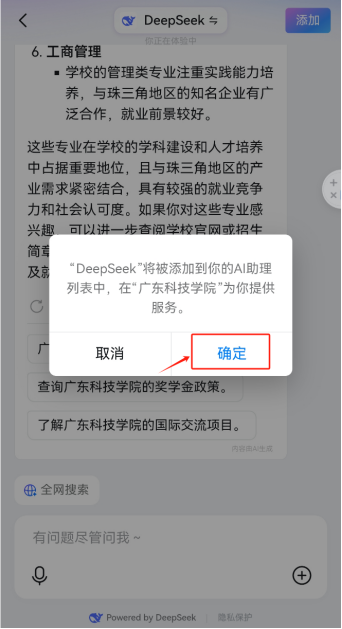 DeepSeek
添加
你正在体验中
6. 工商管理
学校的管理类专业注重实践能力培
养，与珠三角地区的知名企业有广
泛合作，就业前景较好。
这些专业在学校的学科建设和人才培养
中占据重要地位，且与珠三角地区的产
业需求紧密结合，具有较强的就业竞争
力和社会认可度。如果你对这些专业感
兴趣，可以进一步查阅学校官网或招生
简章
及就
“DeepSeek”将被添加到你的AI助理
列表中，在“广东科技学院”为你提供
服务。
取消
确定
广
查询广东科技学院的奖学金政策。
了解广东科技学院的国际交流项目。
内容由AI生成
全网搜索
有问题尽管问我～
Powered by DeepSeek
隐私保护